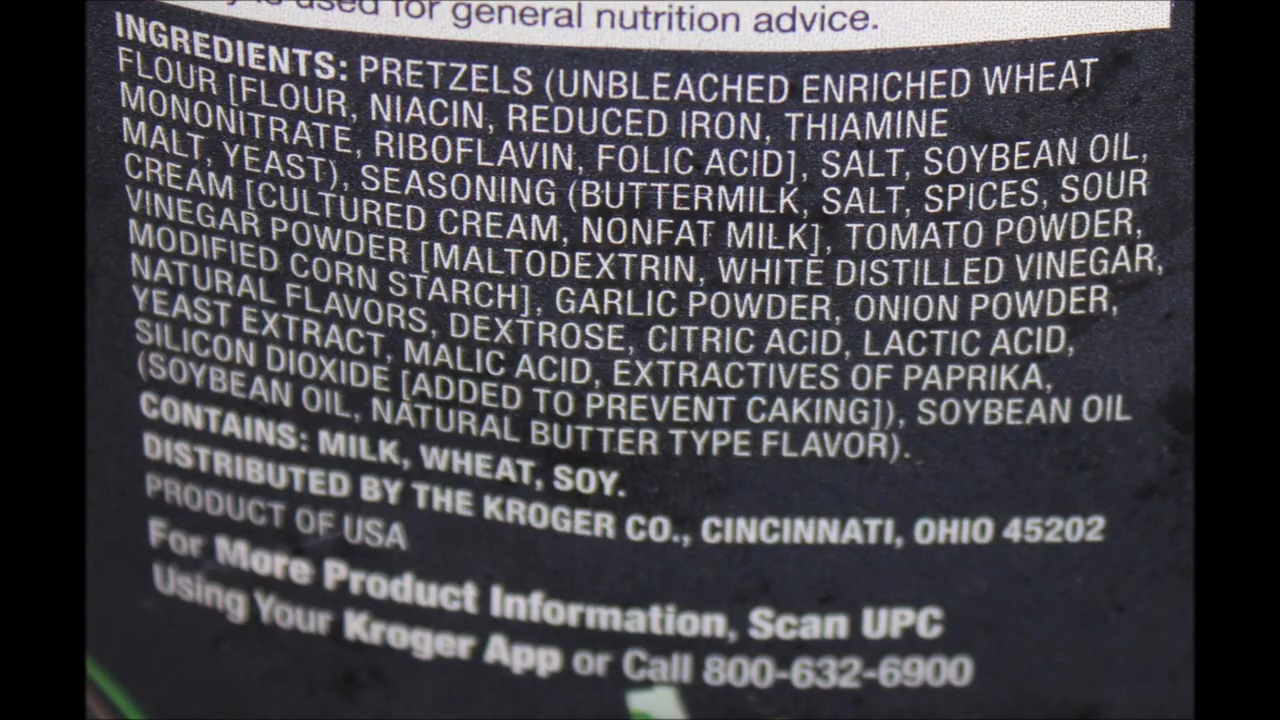 used for general nutrition advice.
INGREDIENTS: PRETZELS (UNBLEACHED ENRICHED WHEAT
FLOUR [FLOUR, NIACIN, REDUCED IRON, THIAMINE
MONONITRATE, RIBOFLAVIN, FOLIC ACID], SALT, SOYBEAN OIL,
MALT, YEAST), SEASONING (BUTTERMILK, SALT, SPICES, SOUR
CREAM [CULTURED CREAM, NONFAT MILK], TOMATO POWDER,
VINEGAR POWDER [MALTODEXTRIN, WHITE DISTILLED VINEGAR,
MODIFIED CORN STARCH], GARLIC POWDER, ONION POWDER,
NATURAL FLAVORS, DEXTROSE, CITRIC ACID, LACTIC ACID,
YEAST EXTRACT, MALIC ACID, EXTRACTIVES OF PAPRIKA,
SILICON DIOXIDE [ADDED TO PREVENT CAKING]), SOYBEAN OIL
(SOYBEAN OIL, NATURAL BUTTER TYPE FLAVOR).
CONTAINS: MILK, WHEAT, SOY.
DISTRIBUTED BY THE KROGER CO., CINCINNATI, OHIO 45202
PRODUCT OF USA
For More Product Information, Scan UPC
Using Your Kroger App or Call 800-632-6900